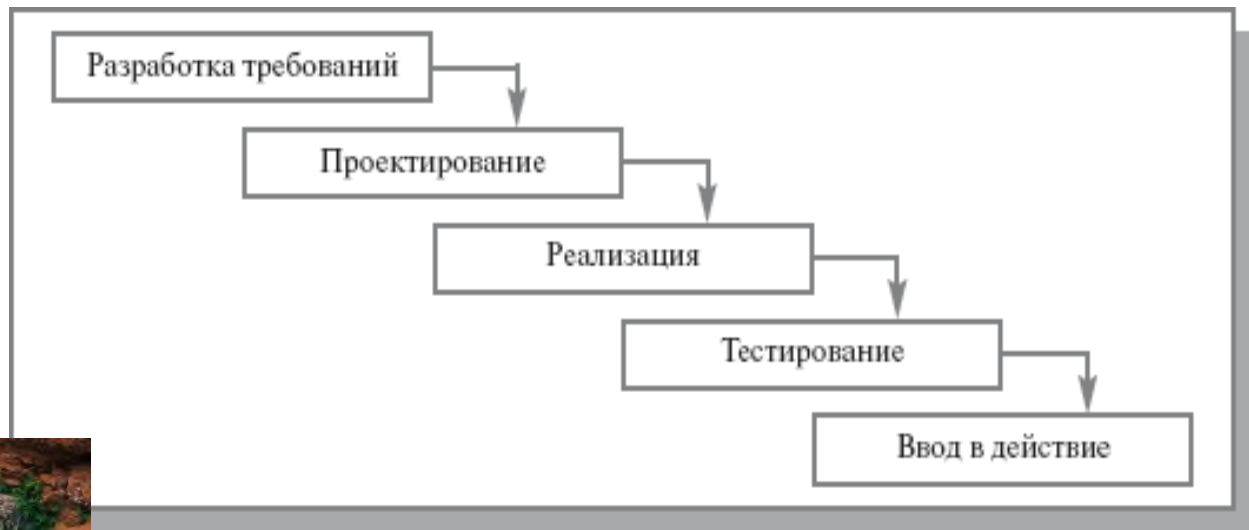 Разработка требований
Проектирование
Реализация
Тестирование
Ввод в действие